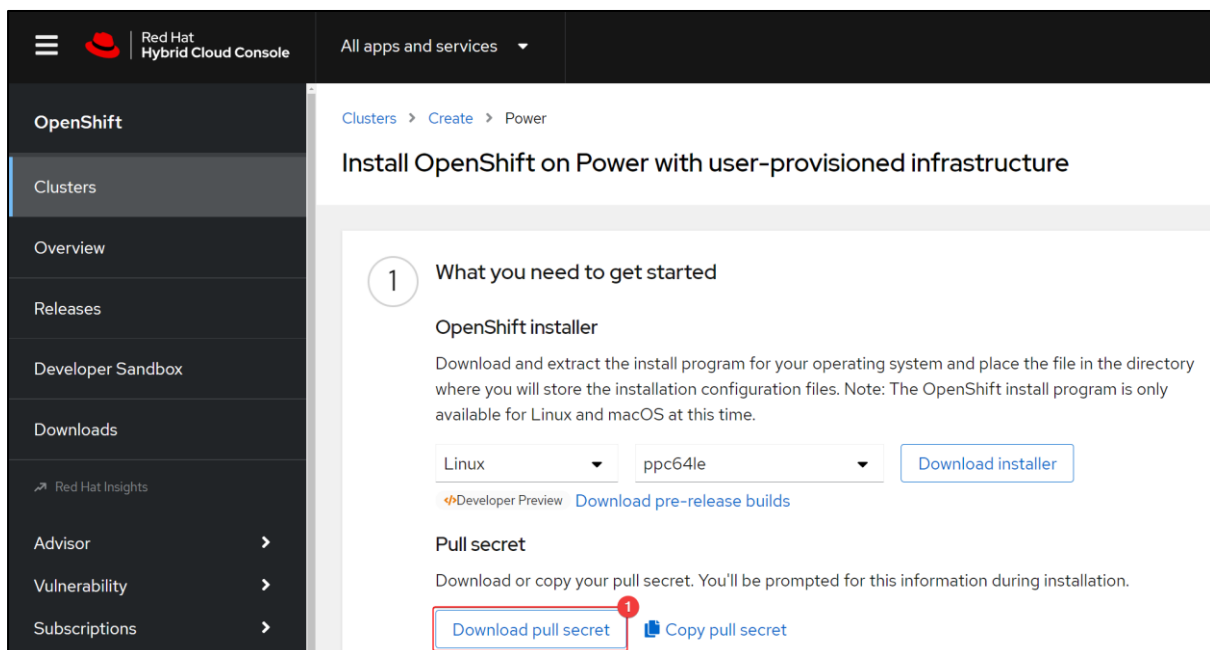 Red Hat
Hybrid Cloud Console
All apps and services
OpenShift
Clusters
Overview
Releases
Developer Sandbox
Downloads
Red Hat Insights
Advisor
Vulnerability
Subscriptions
Clusters > Create > Power
Install OpenShift on Power with user-provisioned infrastructure
1
What you need to get started
OpenShift installer
Download and extract the install program for your operating system and place the file in the directory
where you will store the installation configuration files. Note: The OpenShift install program is only
available for Linux and macOS at this time.
Linux ppc64le Download installer
</>Developer Preview Download pre-release builds
Pull secret
Download or copy your pull secret. You'll be prompted for this information during installation.
1
Download pull secret Copy pull secret